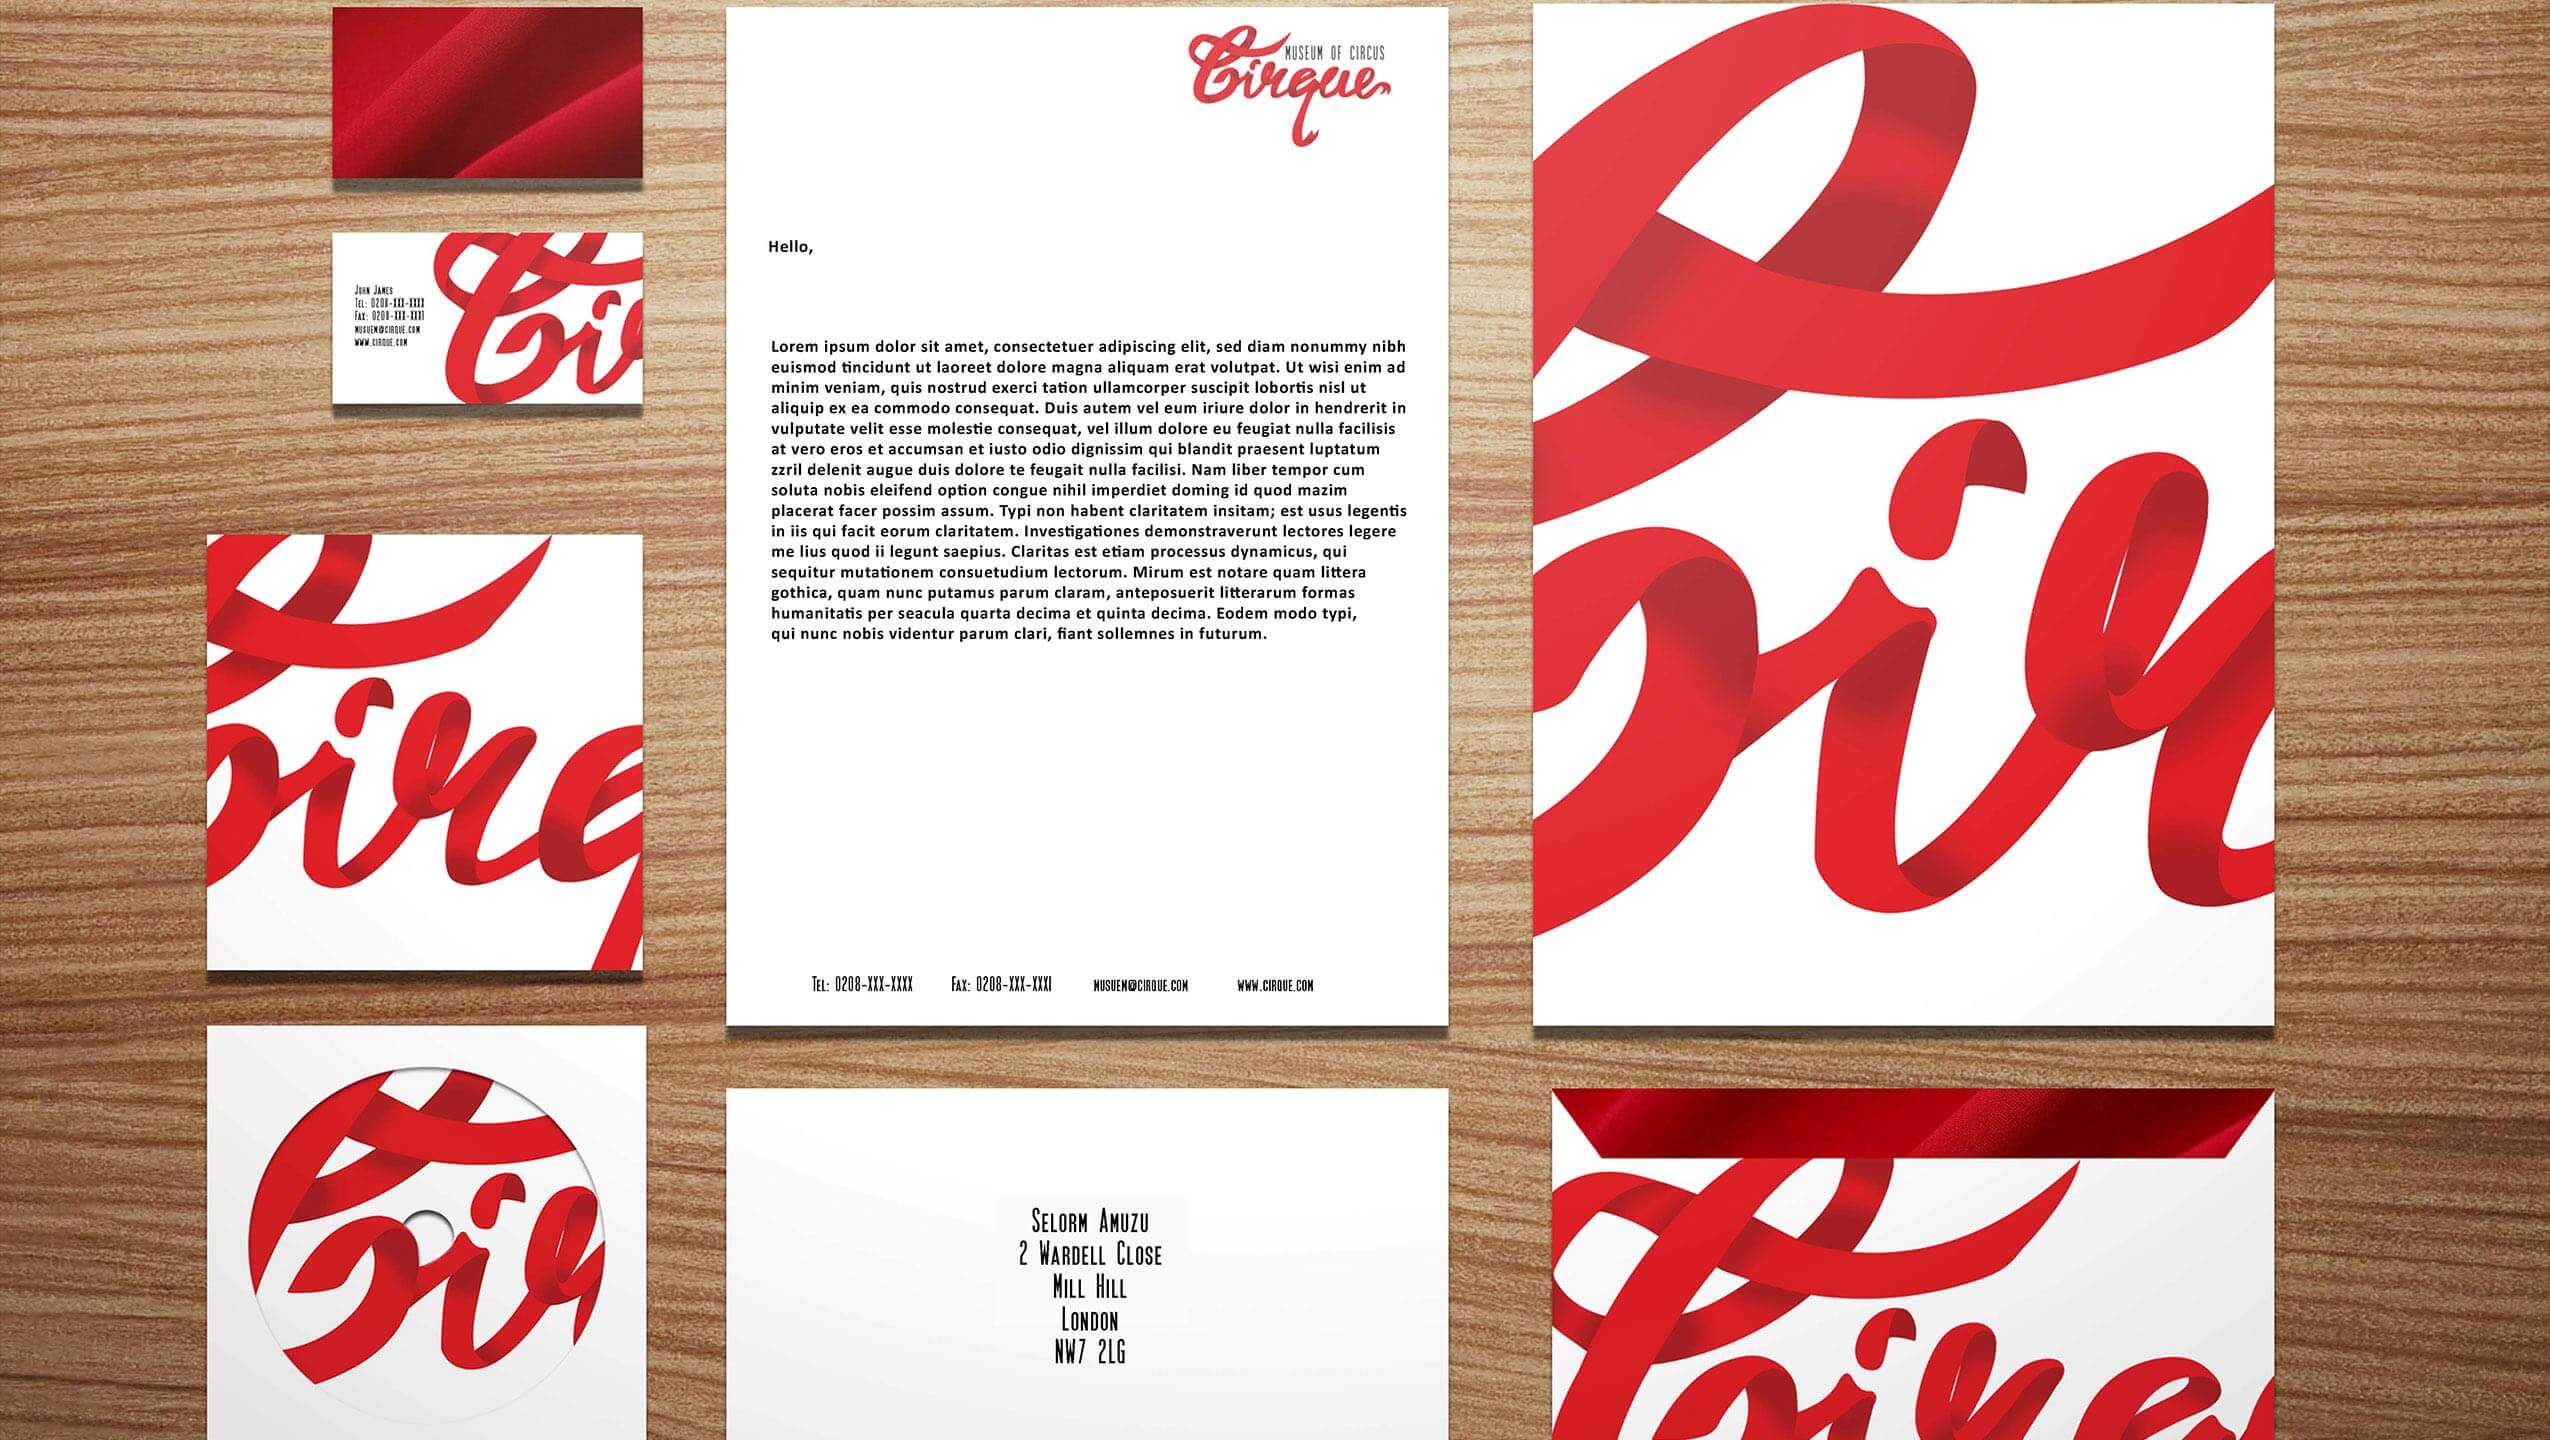 John James
Tel: 0208-XXX-XXXX
Fax: 0208-XXX-XXX1
musuem@cirque.com
www.cirque.com
Ci
cirq
Cir
MUSEUM OF CIRCUS
Cirque
Hello,
Lorem ipsum dolor sit amet, consectetuer adipiscing elit, sed diam nonummy nibh
euismod tincidunt ut laoreet dolore magna aliquam erat volutpat. Ut wisi enim ad
minim veniam, quis nostrud exerci tation ullamcorper suscipit lobortis nisl ut
aliquip ex ea commodo consequat. Duis autem vel eum iriure dolor in hendrerit in
vulputate velit esse molestie consequat, vel illum dolore eu feugiat nulla facilisis
at vero eros et accumsan et iusto odio dignissim qui blandit praesent luptatum
zzril delenit augue duis dolore te feugait nulla facilisi. Nam liber tempor cum
soluta nobis eleifend option congue nihil imperdiet doming id quod mazim
placerat facer possim assum. Typi non habent claritatem insitam; est usus legentis
in iis qui facit eorum claritatem. Investigationes demonstraverunt lectores legere
me lius quod ii legunt saepius. Claritas est etiam processus dynamicus, qui
sequitur mutationem consuetudium lectorum. Mirum est notare quam littera
gothica, quam nunc putamus parum claram, anteposuerit litterarum formas
humanitatis per seacula quarta decima et quinta decima. Eodem modo typi,
qui nunc nobis videntur parum clari, fiant sollemnes in futurum.
Tel: 0208-XXX-XXXX Fax: 0208-XXX-XXX1 musuem@cirque.com www.cirque.com
Selorm Amuzu
2 Wardell Close
Mill Hill
London
NW7 2LG
Cir
Cirq